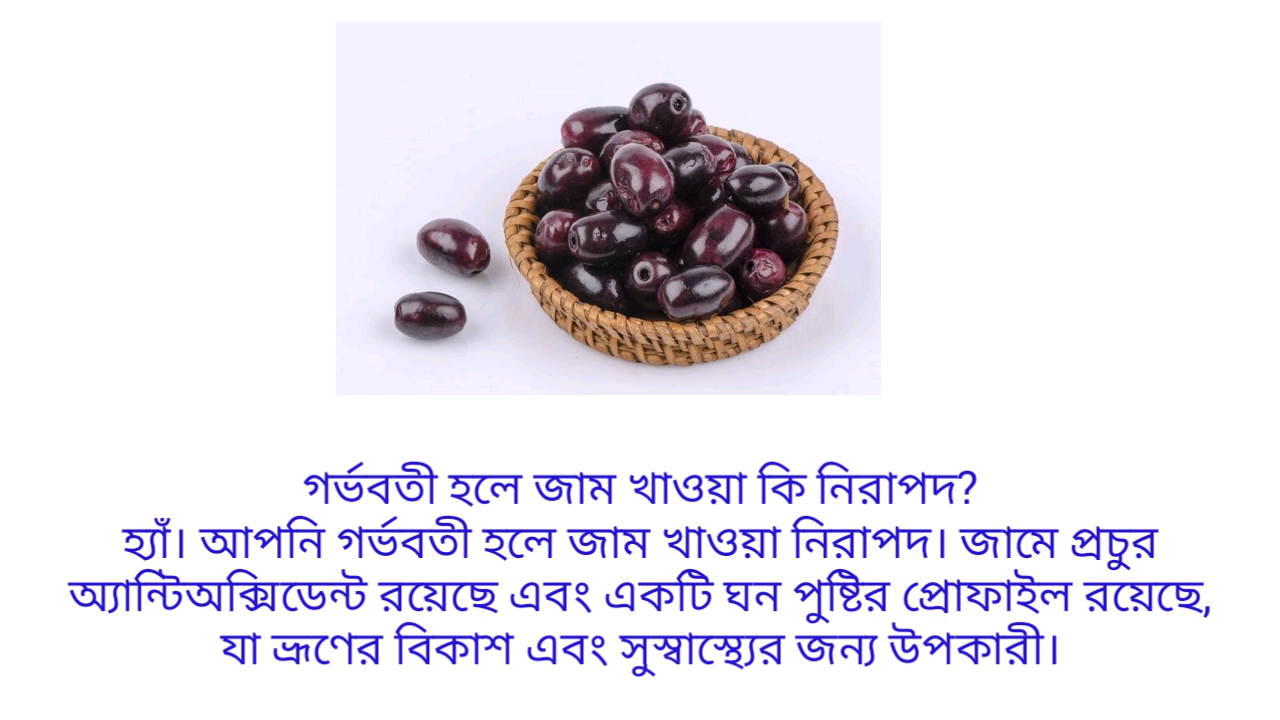 গর্ভবতী হলে জাম খাওয়া কি নিরাপদ?
হ্যাঁ। আপনি গর্ভবতী হলে জাম খাওয়া নিরাপদ। জামে প্রচুর
অ্যান্টিঅক্সিডেন্ট রয়েছে এবং একটি ঘন পুষ্টির প্রোফাইল রয়েছে,
যা ভ্রূণের বিকাশ এবং সুস্বাস্থ্যের জন্য উপকারী।